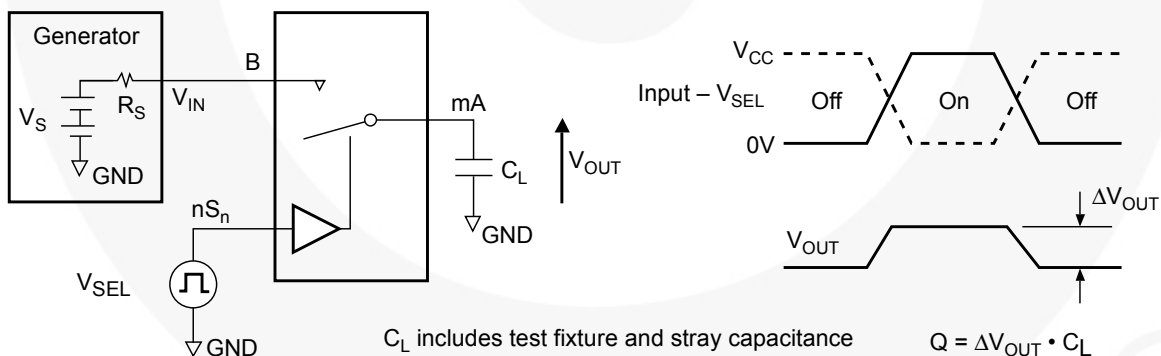 Generator
V_S
R_S
GND
V_IN
B
mA
C_L
GND
V_OUT
nS_n
V_SEL
GND
C_L includes test fixture and stray capacitance
V_CC
Input – V_SEL
Off
On
Off
0V
V_OUT
ΔV_OUT
Q = ΔV_OUT • C_L